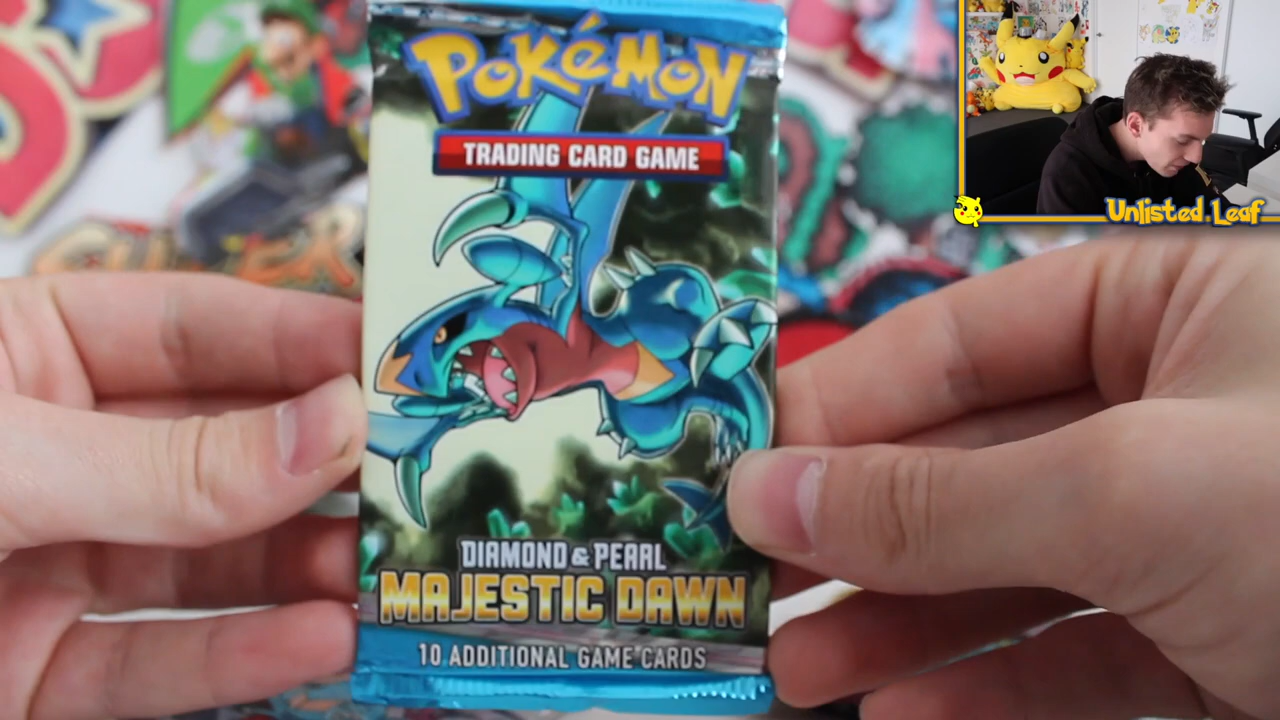 POKéMON
TRADING CARD GAME
DIAMOND & PEARL
MAJESTIC DAWN
10 ADDITIONAL GAME CARDS
Unlisted.Leaf